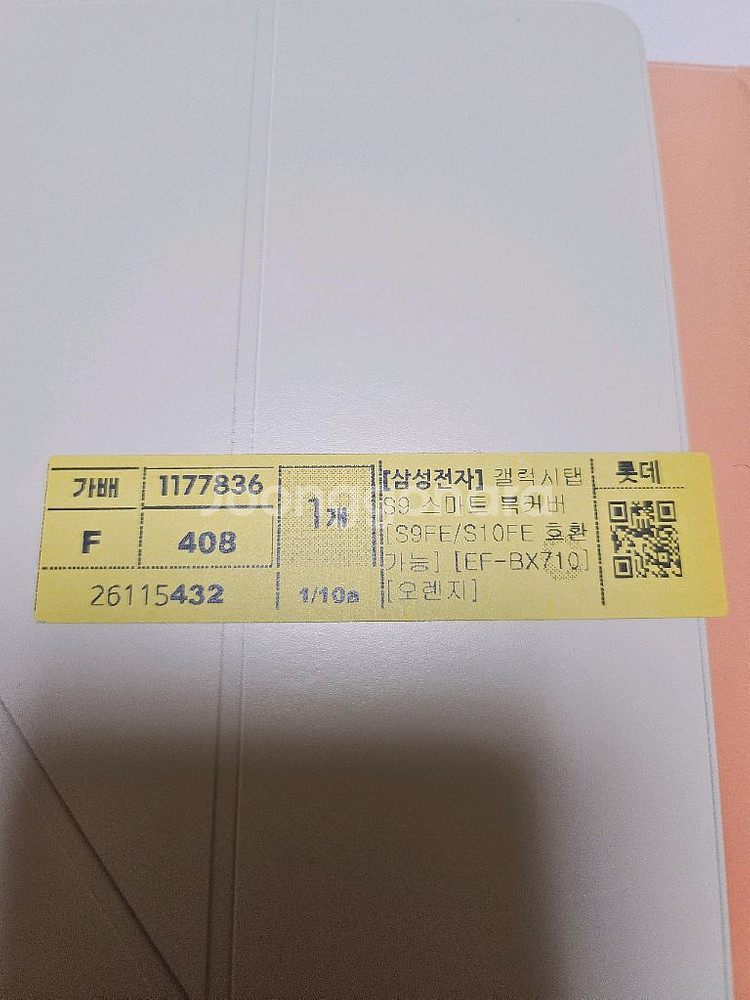 가배
1177836
F
408
26115432
1개
1/10a
[삼성전자] 갤럭시탭
S9 스마트 북커버
[S9FE/S10FE 호환
가능] [EF-BX710]
[오렌지]
롯데